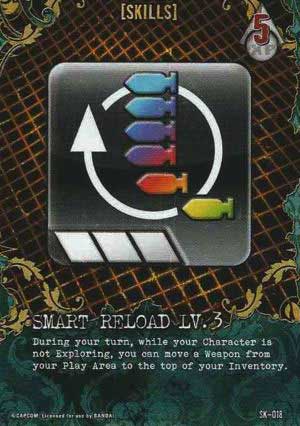 [SKILLS]
5
XP
SMART RELOAD LV.3
During your turn, while your Character is
not Exploring, you can move a Weapon from
your Play Area to the top of your Inventory.
©CAPCOM. Licensed for use by BANDAI
SK-018